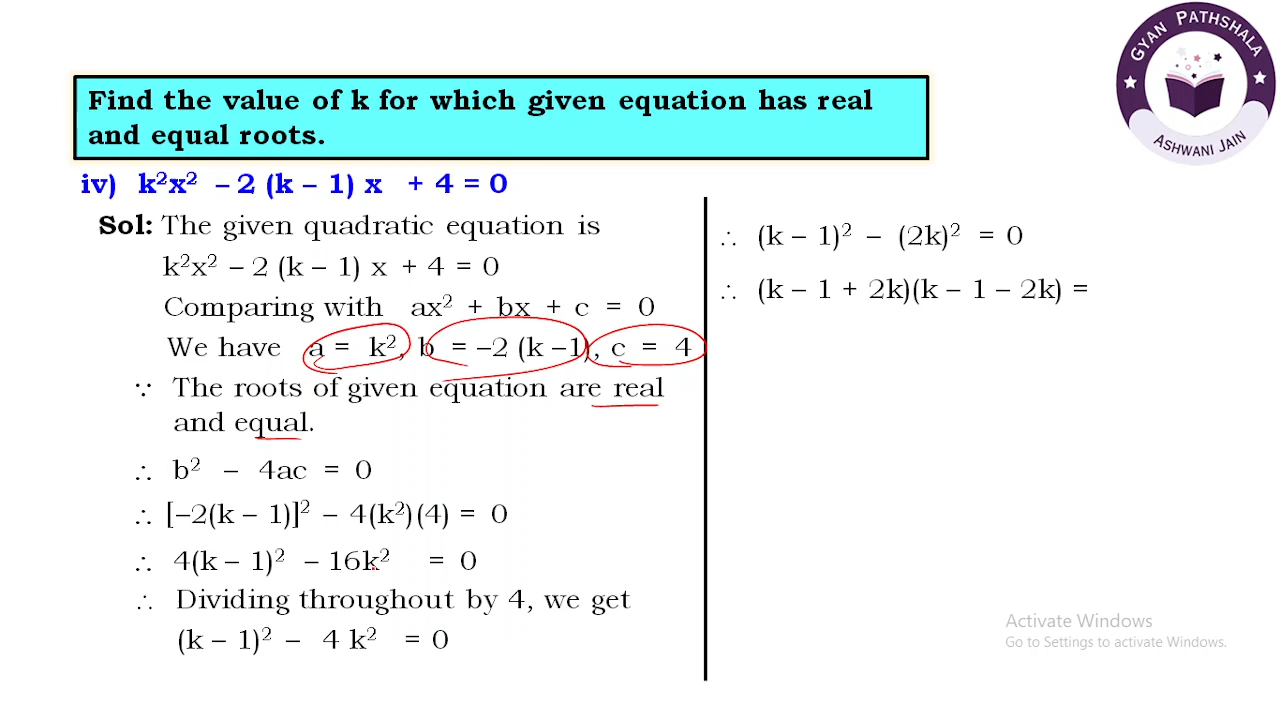 GYAN PATHSHALA
ASHWANI JAIN
Find the value of k for which given equation has real
and equal roots.
iv) k²x² – 2 (k – 1) x + 4 = 0
Sol: The given quadratic equation is
k²x² – 2 (k – 1) x + 4 = 0
Comparing with ax² + bx + c = 0
We have a = k², b = –2 (k –1), c = 4
∵ The roots of given equation are real
and equal.
∴ b² – 4ac = 0
∴ [–2(k – 1)]² – 4(k²)(4) = 0
∴ 4(k – 1)² – 16k² = 0
∴ Dividing throughout by 4, we get
(k – 1)² – 4 k² = 0
∴ (k – 1)² – (2k)² = 0
∴ (k – 1 + 2k)(k – 1 – 2k) =
Activate Windows
Go to Settings to activate Windows.